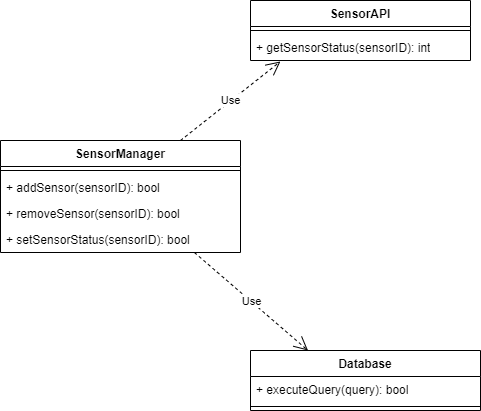 SensorAPI
+ getSensorStatus(sensorID): int
Use
SensorManager
+ addSensor(sensorID): bool
+ removeSensor(sensorID): bool
+ setSensorStatus(sensorID): bool
Use
Database
+ executeQuery(query): bool